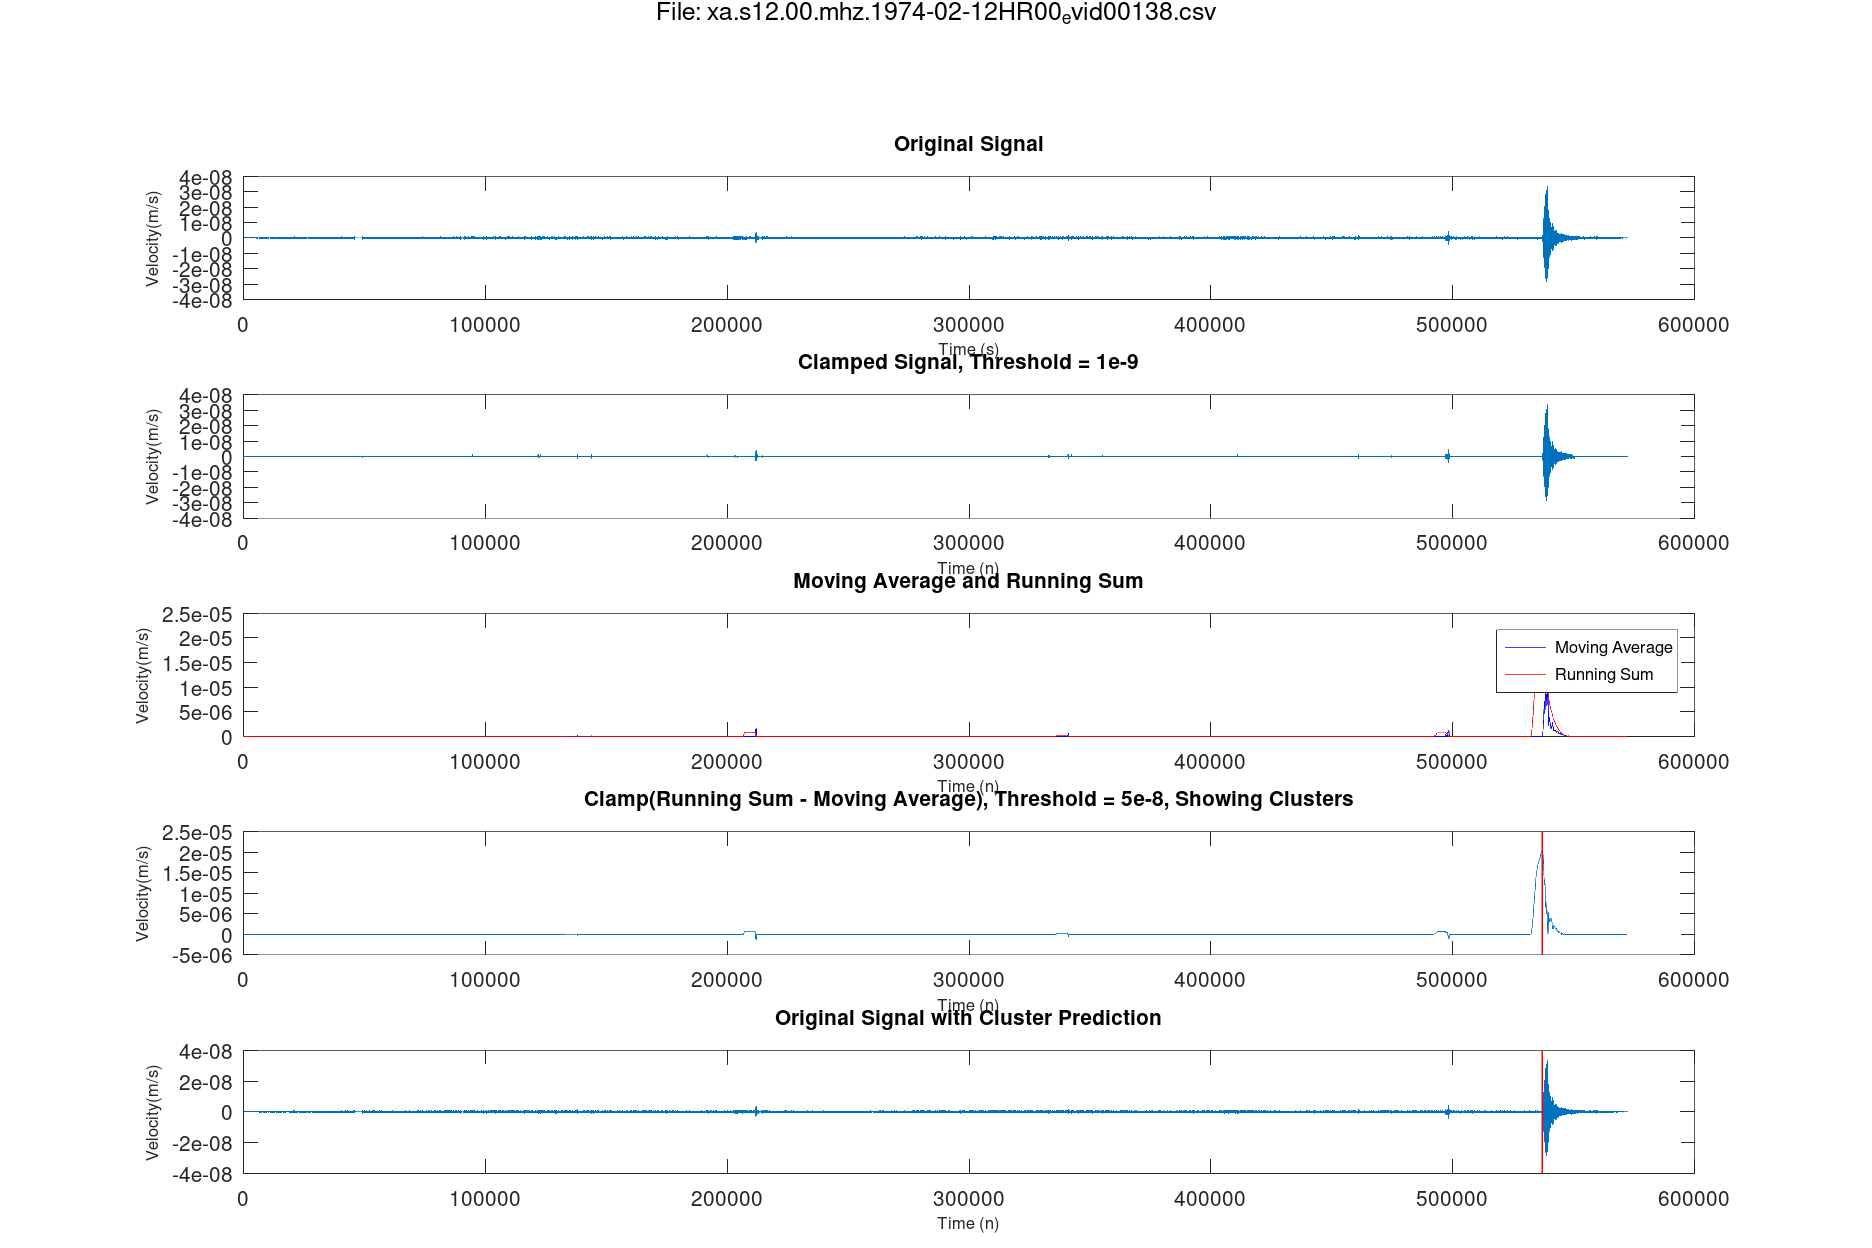 File: xa.s12.00.mhz.1974-02-12HR00evid00138.csv
Original Signal
Velocity(m/s)
4e-08
3e-08
2e-08
1e-08
0
-1e-08
-2e-08
-3e-08
-4e-08
0 100000 200000 300000 400000 500000 600000
Time (s)
Clamped Signal, Threshold = 1e-9
Velocity(m/s)
4e-08
3e-08
2e-08
1e-08
0
-1e-08
-2e-08
-3e-08
-4e-08
0 100000 200000 300000 400000 500000 600000
Time (n)
Moving Average and Running Sum
Velocity(m/s)
2.5e-05
2e-05
1.5e-05
1e-05
5e-06
0
Moving Average
Running Sum
0 100000 200000 300000 400000 500000 600000
Time (n)
Clamp(Running Sum - Moving Average), Threshold = 5e-8, Showing Clusters
Velocity(m/s)
2.5e-05
2e-05
1.5e-05
1e-05
5e-06
0
-5e-06
0 100000 200000 300000 400000 500000 600000
Time (n)
Original Signal with Cluster Prediction
Velocity(m/s)
4e-08
2e-08
0
-2e-08
-4e-08
0 100000 200000 300000 400000 500000 600000
Time (n)